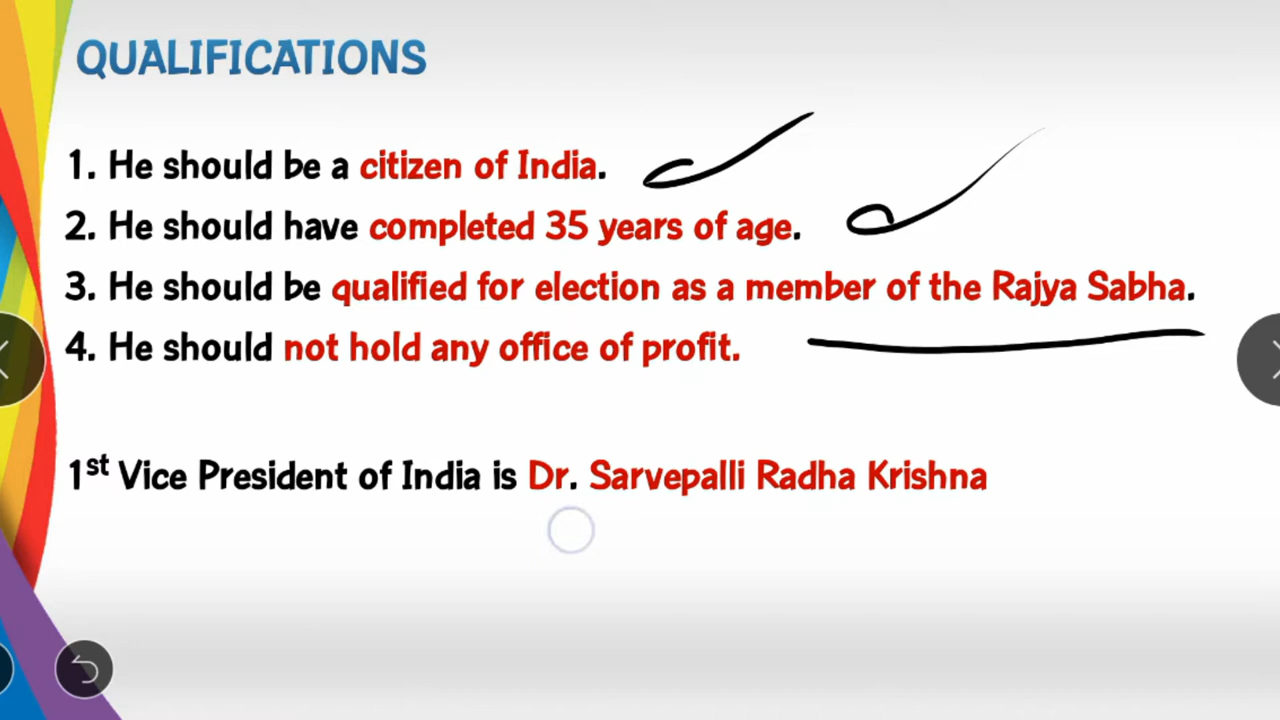 QUALIFICATIONS
1. He should be a citizen of India.
2. He should have completed 35 years of age.
3. He should be qualified for election as a member of the Rajya Sabha.
4. He should not hold any office of profit.
1st Vice President of India is Dr. Sarvepalli Radha Krishna